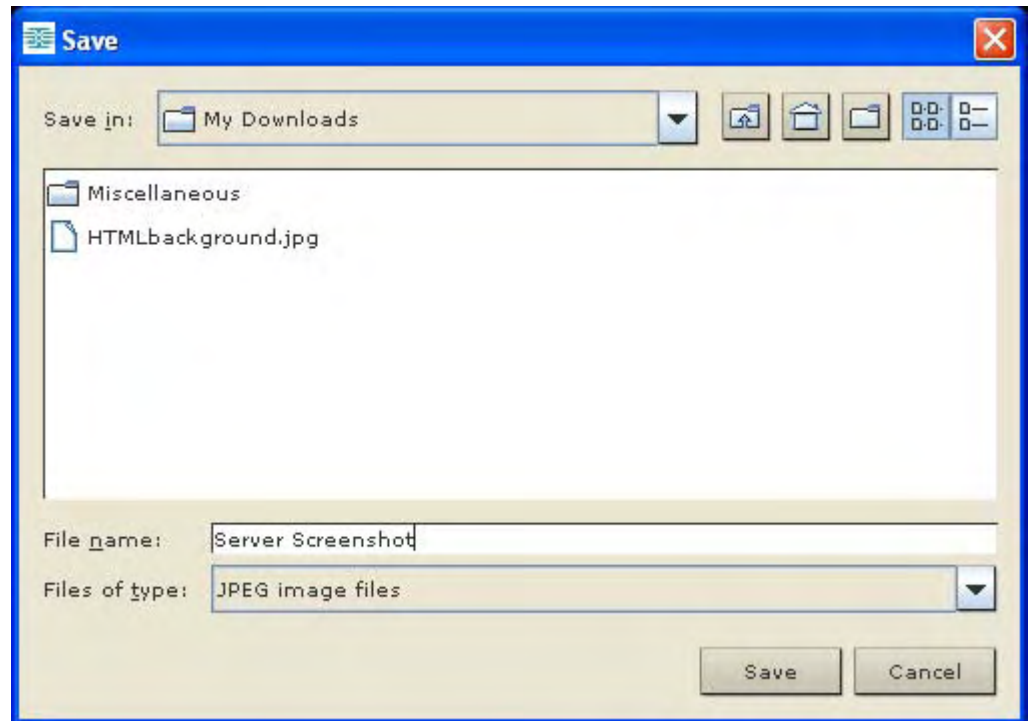 Save
Save in: My Downloads
Miscellaneous
HTMLbackground.jpg
File name: Server Screenshot
Files of type: JPEG image files
Save Cancel